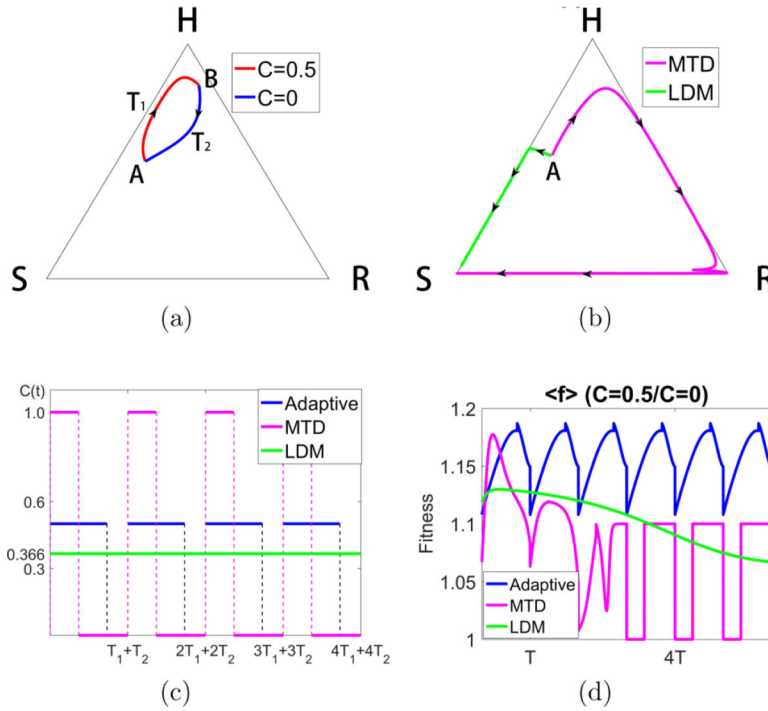 H
C=0.5
C=0
T₁
B
T₂
A
S
R
(a)
H
MTD
LDM
A
S
R
(b)
C(t)
1.0
0.6
0.366
0.3
Adaptive
MTD
LDM
T₁+T₂
2T₁+2T₂
3T₁+3T₂
4T₁+4T₂
(c)
<f> (C=0.5/C=0)
Fitness
1.2
1.15
1.1
1.05
1
Adaptive
MTD
LDM
T
4T
(d)